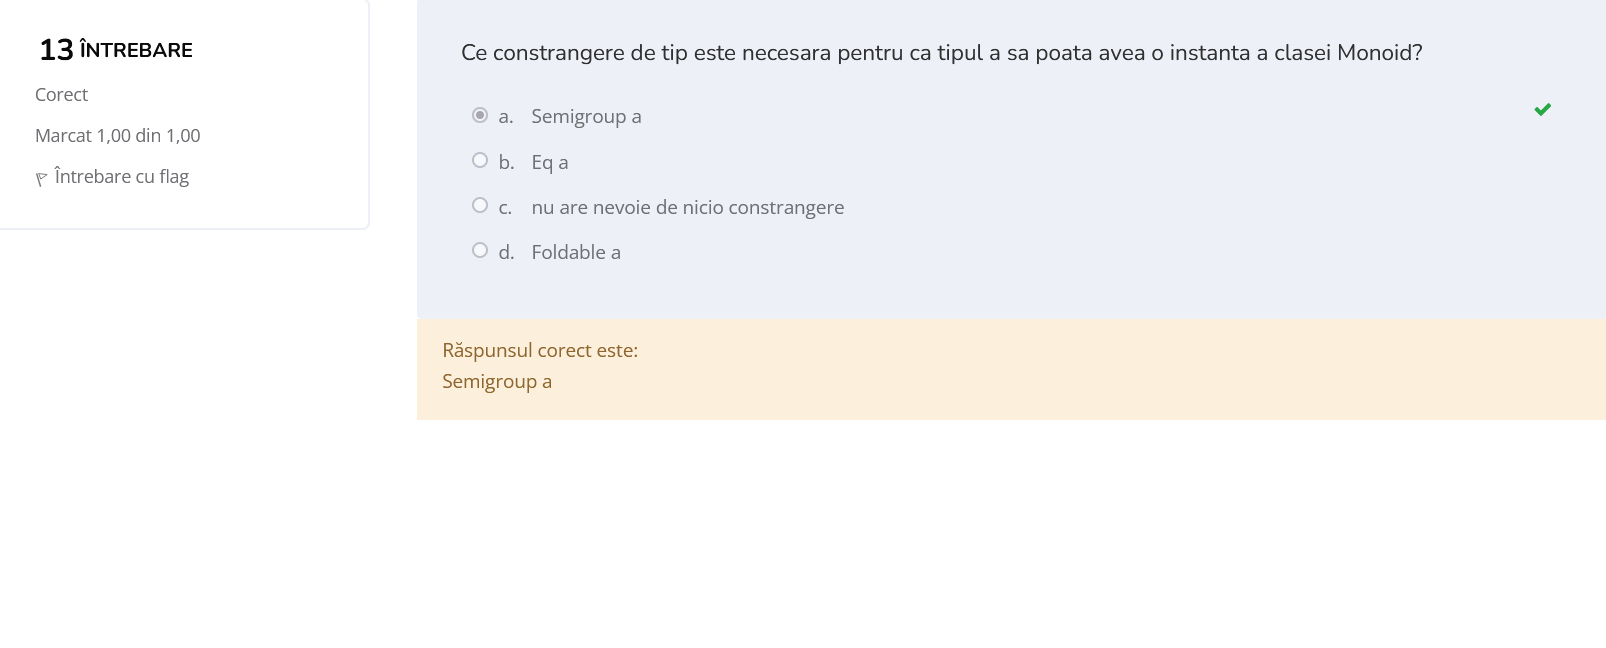 13 ÎNTREBARE
Corect
Marcat 1,00 din 1,00
Întrebare cu flag
Ce constrangere de tip este necesara pentru ca tipul a sa poata avea o instanta a clasei Monoid?
a. Semigroup a
b. Eq a
c. nu are nevoie de nicio constrangere
d. Foldable a
Răspunsul corect este:
Semigroup a